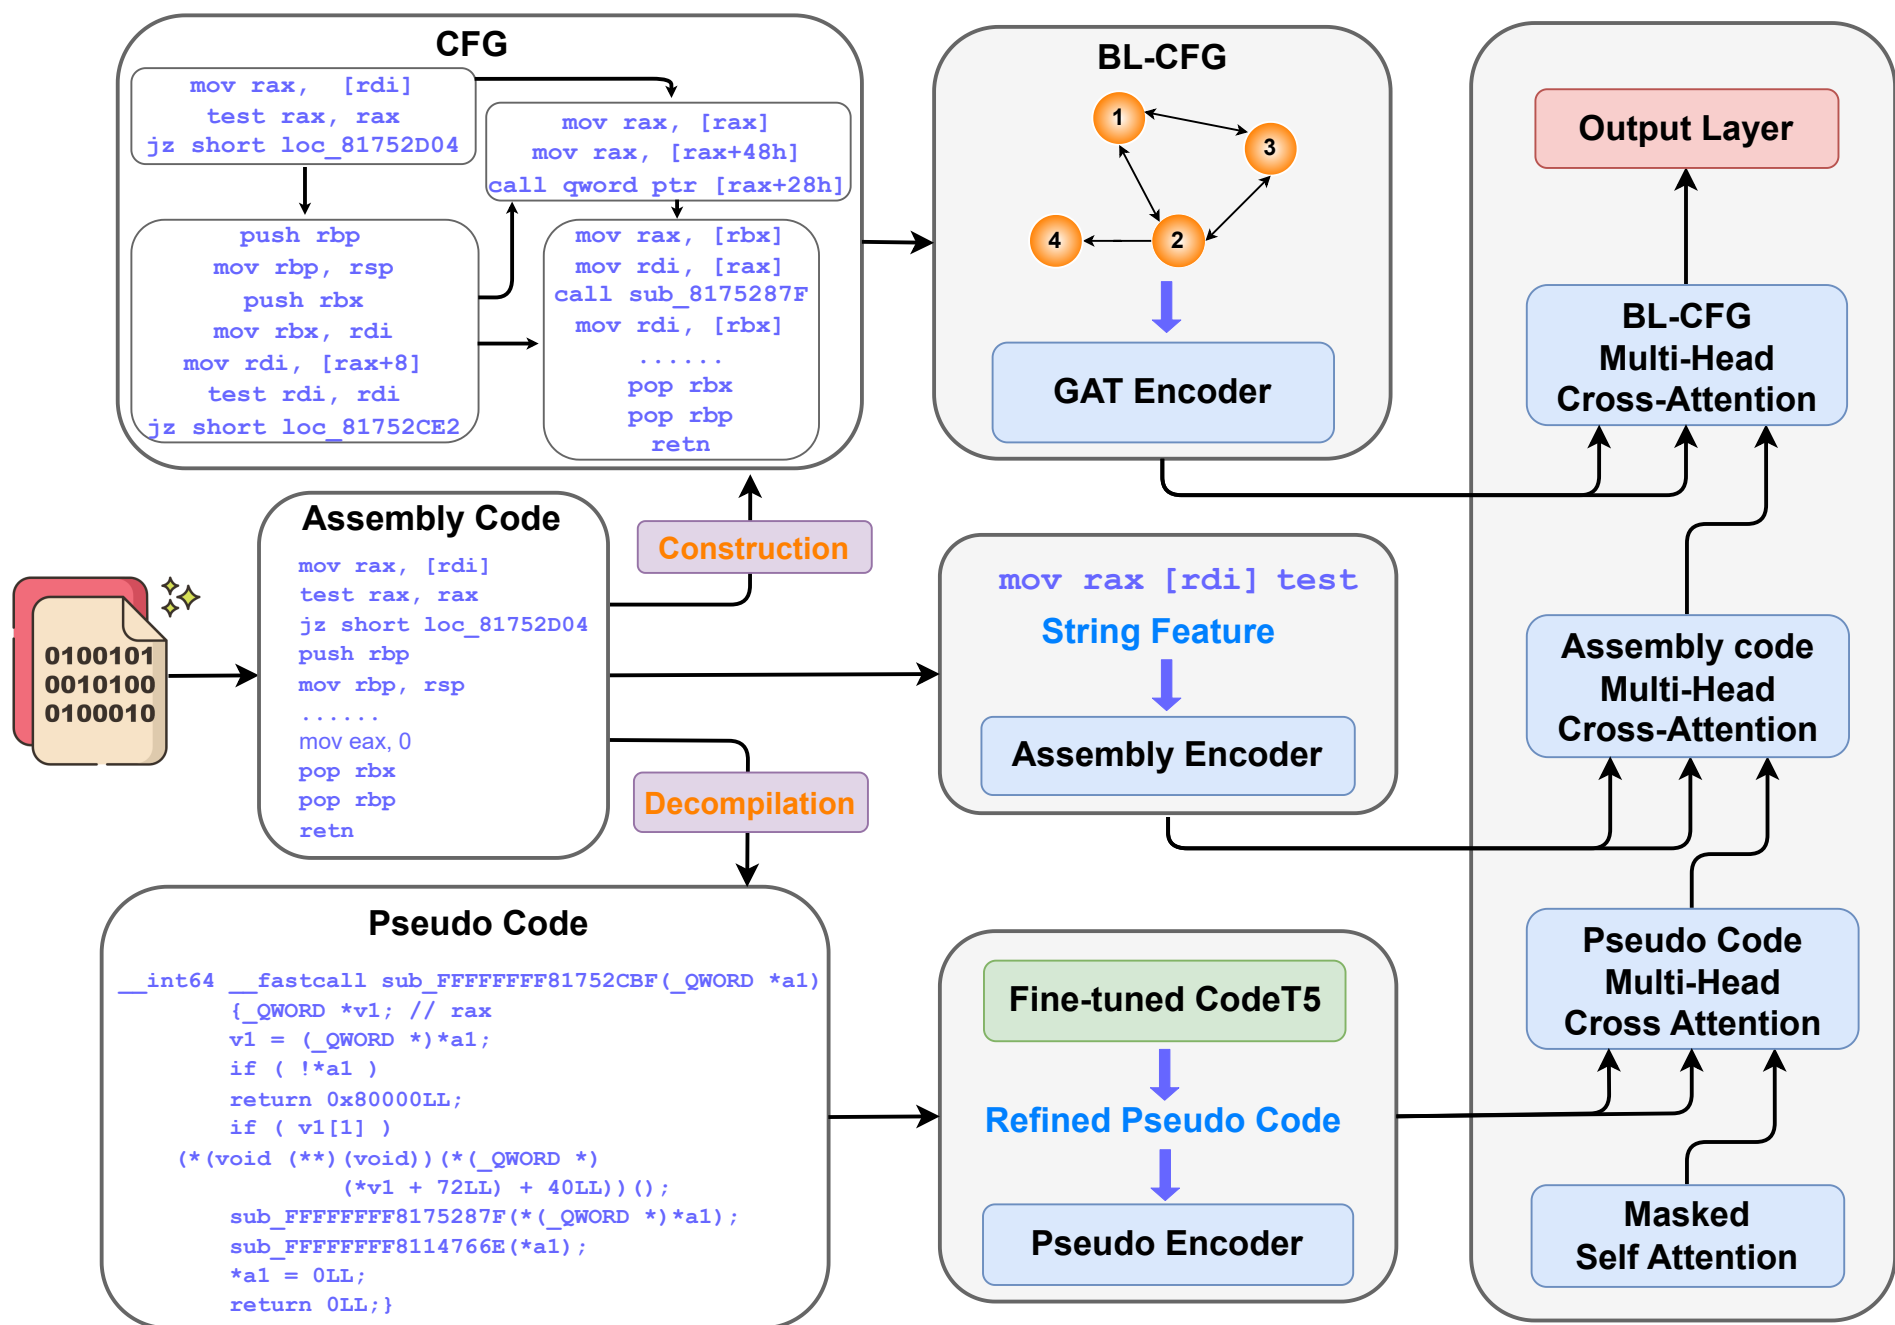 CFG
mov rax,  [rdi]
test rax, rax
jz short loc_81752D04
mov rax, [rax]
mov rax, [rax+48h]
call qword ptr [rax+28h]
push rbp
mov rbp, rsp
push rbx
mov rbx, rdi
mov rdi, [rax+8]
test rdi, rdi
jz short loc_81752CE2
mov rax, [rbx]
mov rdi, [rax]
call sub_8175287F
mov rdi, [rbx]
......
pop rbx
pop rbp
retn
BL-CFG
1
3
4
2
GAT Encoder
Construction
Assembly Code
mov rax, [rdi]
test rax, rax
jz short loc_81752D04
push rbp
mov rbp, rsp
......
mov eax, 0
pop rbx
pop rbp
retn
0100101
0010100
0100010
Decompilation
mov rax [rdi] test
String Feature
Assembly Encoder
Pseudo Code
__int64 __fastcall sub_FFFFFFFF81752CBF(_QWORD *a1)
{_QWORD *v1; // rax
v1 = (_QWORD *)*a1;
if ( !*a1 )
return 0x80000LL;
if ( v1[1] )
(*(void (**)(void))(*(_QWORD *)
(*v1 + 72LL) + 40LL))();
sub_FFFFFFFF8175287F(*(_QWORD *)*a1);
sub_FFFFFFFF8114766E(*a1);
*a1 = 0LL;
return 0LL;}
Fine-tuned CodeT5
Refined Pseudo Code
Pseudo Encoder
Output Layer
BL-CFG
Multi-Head
Cross-Attention
Assembly code
Multi-Head
Cross-Attention
Pseudo Code
Multi-Head
Cross Attention
Masked
Self Attention